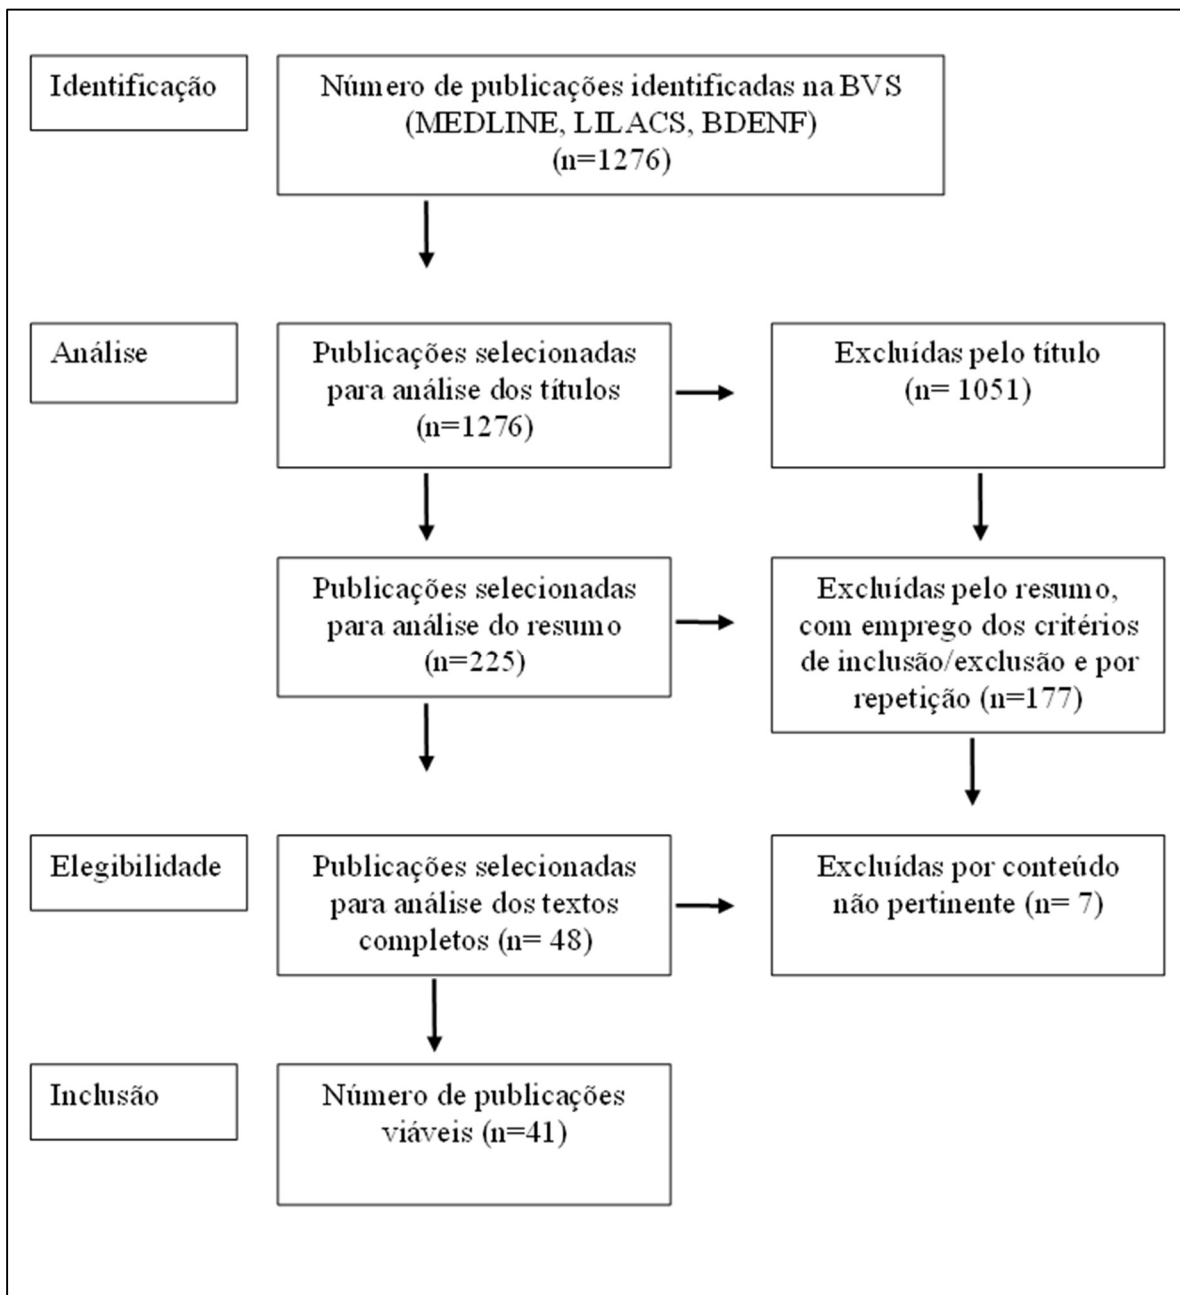 Identificação
Número de publicações identificadas na BVS
(MEDLINE, LILACS, BDENF)
(n=1276)
Análise
Publicações selecionadas
para análise dos títulos
(n=1276)
Excluídas pelo título
(n= 1051)
Publicações selecionadas
para análise do resumo
(n=225)
Excluídas pelo resumo,
com emprego dos critérios
de inclusão/exclusão e por
repetição (n=177)
Elegibilidade
Publicações selecionadas
para análise dos textos
completos (n= 48)
Excluídas por conteúdo
não pertinente (n= 7)
Inclusão
Número de publicações
viáveis (n=41)